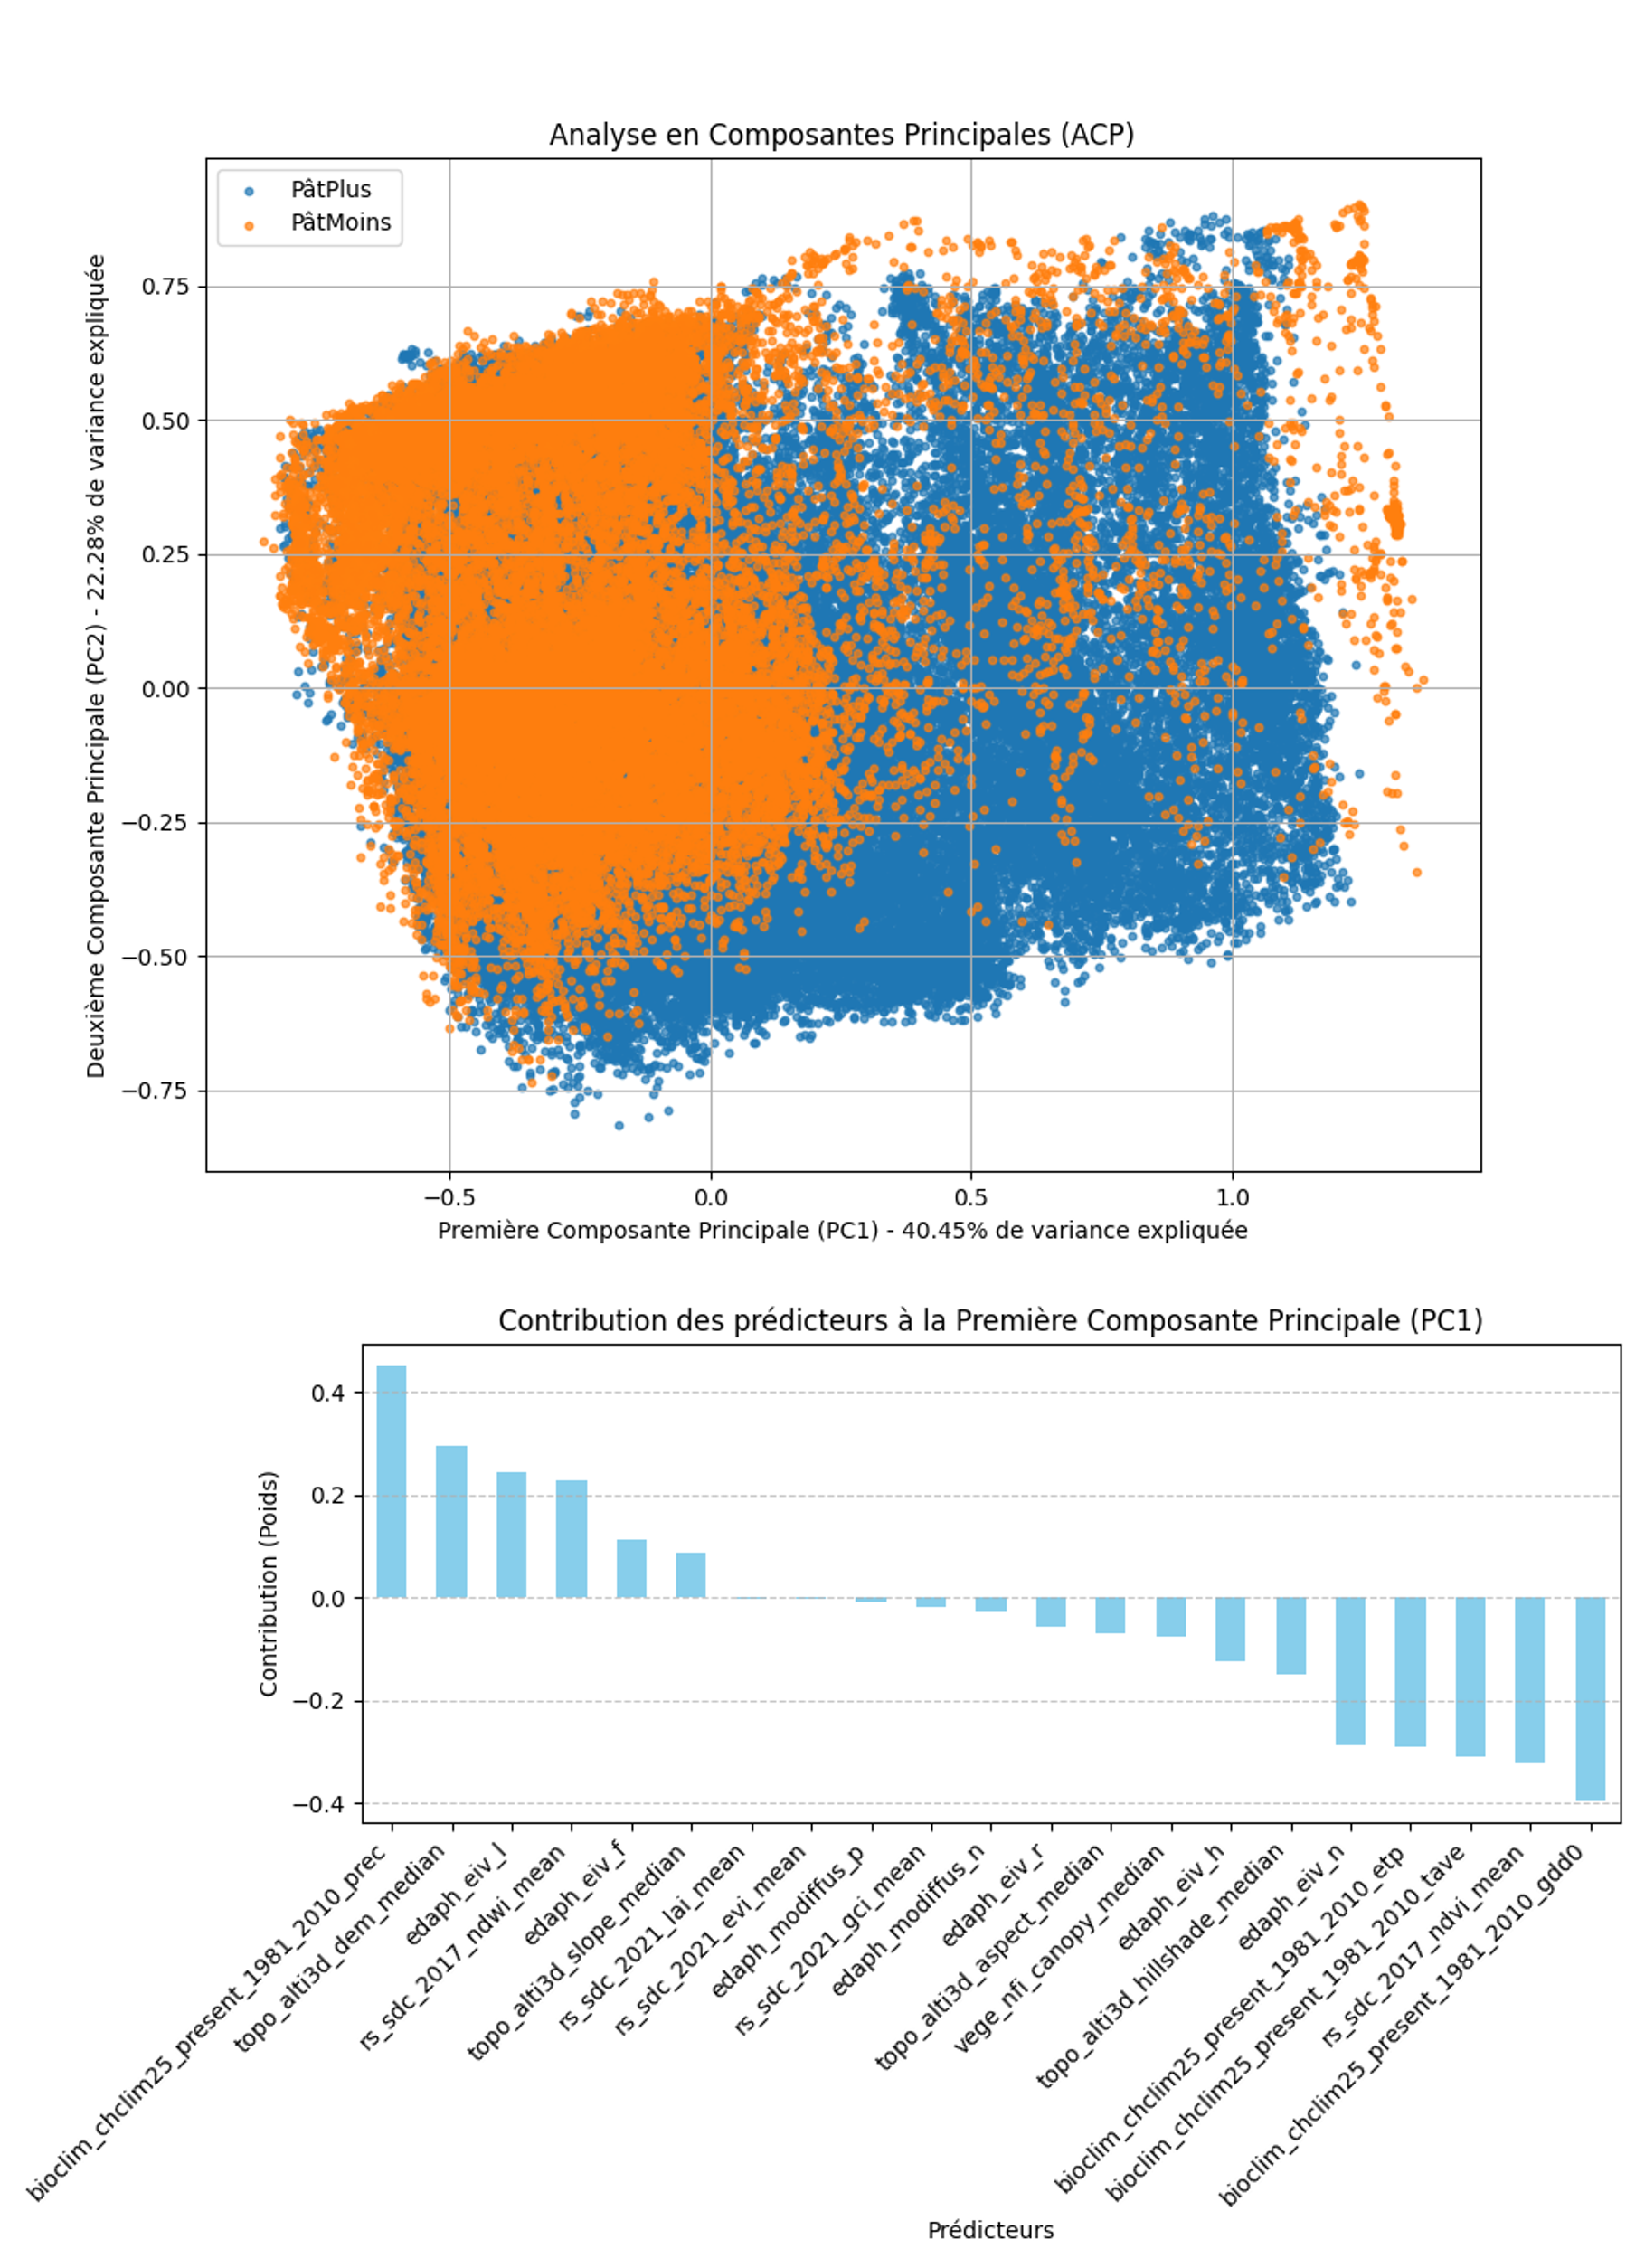 Analyse en Composantes Principales (ACP)
PâtPlus
PâtMoins
Deuxième Composante Principale (PC2) - 22.28% de variance expliquée
0.75
0.50
0.25
0.00
−0.25
−0.50
−0.75
−0.5
0.0
0.5
1.0
Première Composante Principale (PC1) - 40.45% de variance expliquée
Contribution des prédicteurs à la Première Composante Principale (PC1)
Contribution (Poids)
0.4
0.2
0.0
−0.2
−0.4
bioclim_chclim25_present_1981_2010_prec
topo_alti3d_dem_median
edaph_eiv_l
rs_sdc_2017_ndwi_mean
edaph_eiv_f
topo_alti3d_slope_median
rs_sdc_2021_lai_mean
rs_sdc_2021_evi_mean
edaph_modiffus_p
rs_sdc_2021_gci_mean
edaph_modiffus_n
edaph_eiv_r
topo_alti3d_aspect_median
vege_nfi_canopy_median
edaph_eiv_h
topo_alti3d_hillshade_median
edaph_eiv_n
bioclim_chclim25_present_1981_2010_etp
bioclim_chclim25_present_1981_2010_tave
rs_sdc_2017_ndvi_mean
bioclim_chclim25_present_1981_2010_gdd0
Prédicteurs